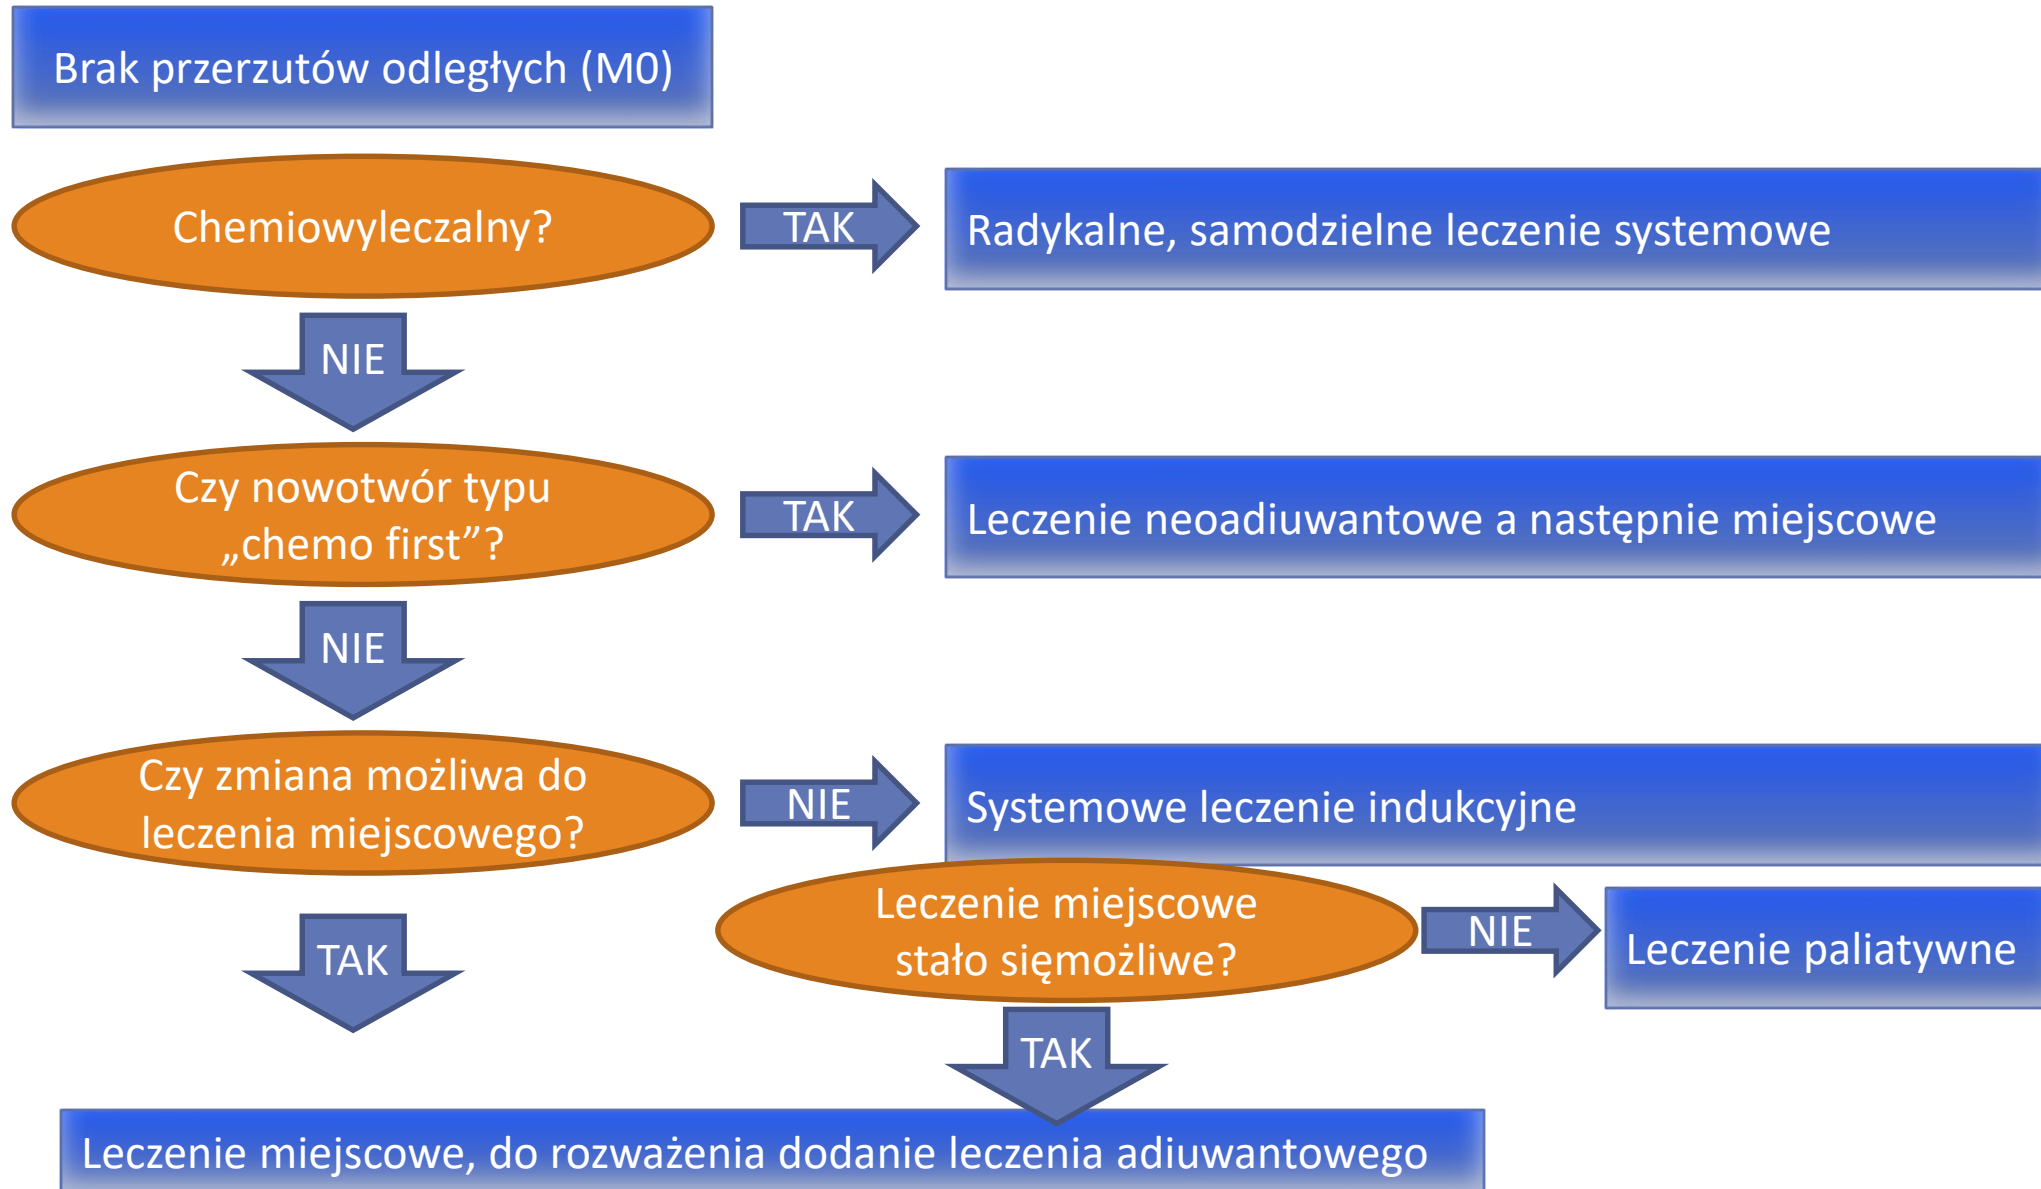 Brak przerzutów odległych (M0)
Chemiowyleczalny?
TAK
Radykalne, samodzielne leczenie systemowe
NIE
Czy nowotwór typu
„chemo first”?
TAK
Leczenie neoadiuwantowe a następnie miejscowe
NIE
Czy zmiana możliwa do
leczenia miejscowego?
NIE
Systemowe leczenie indukcyjne
Leczenie miejscowe
stało sięmożliwe?
NIE
Leczenie paliatywne
TAK
TAK
Leczenie miejscowe, do rozważenia dodanie leczenia adiuwantowego